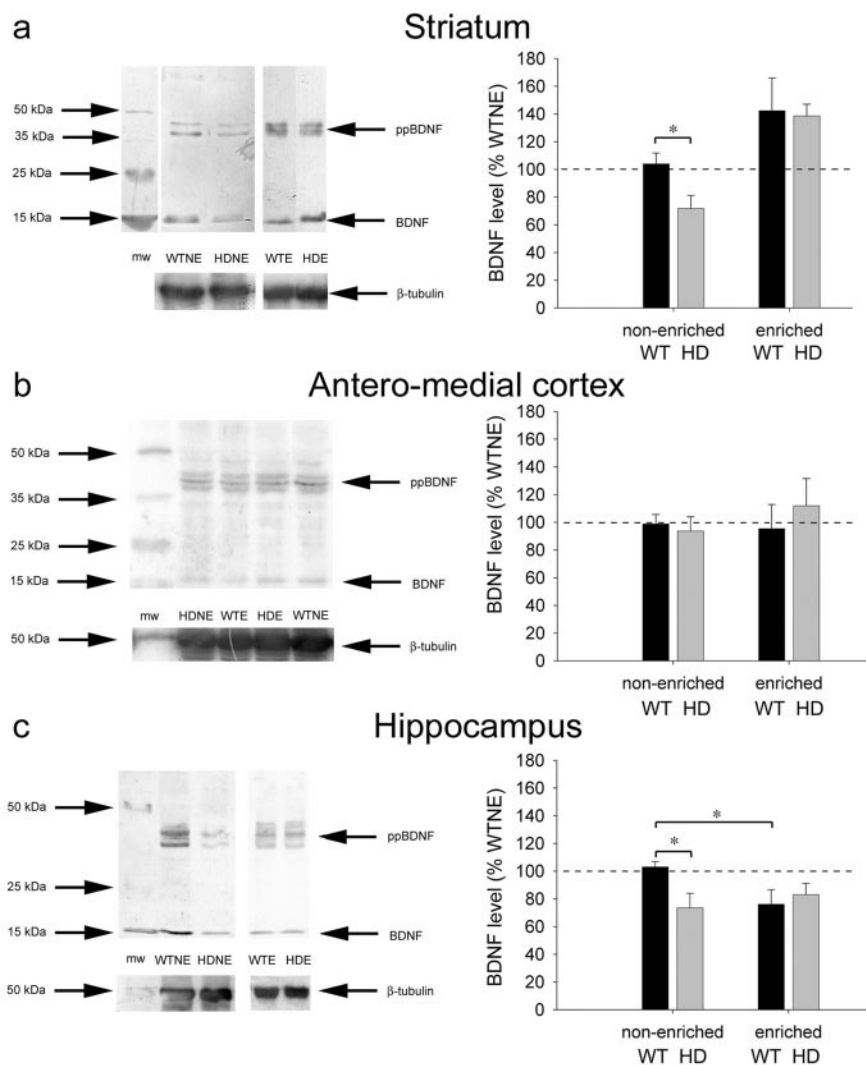 a
Striatum
50 kDa
35 kDa
25 kDa
15 kDa
ppBDNF
BDNF
mw WTNE HDNE WTE HDE
β-tubulin
BDNF level (% WTNE)
180
160
140
120
100
80
60
40
20
0
*
non-enriched enriched
WT HD WT HD
b
Antero-medial cortex
50 kDa
35 kDa
25 kDa
15 kDa
ppBDNF
BDNF
mw HDNE WTE HDE WTNE
50 kDa
β-tubulin
BDNF level (% WTNE)
180
160
140
120
100
80
60
40
20
0
non-enriched enriched
WT HD WT HD
c
Hippocampus
50 kDa
25 kDa
15 kDa
ppBDNF
BDNF
mw WTNE HDNE WTE HDE
50 kDa
β-tubulin
BDNF level (% WTNE)
180
160
140
120
100
80
60
40
20
0
*
*
non-enriched enriched
WT HD WT HD